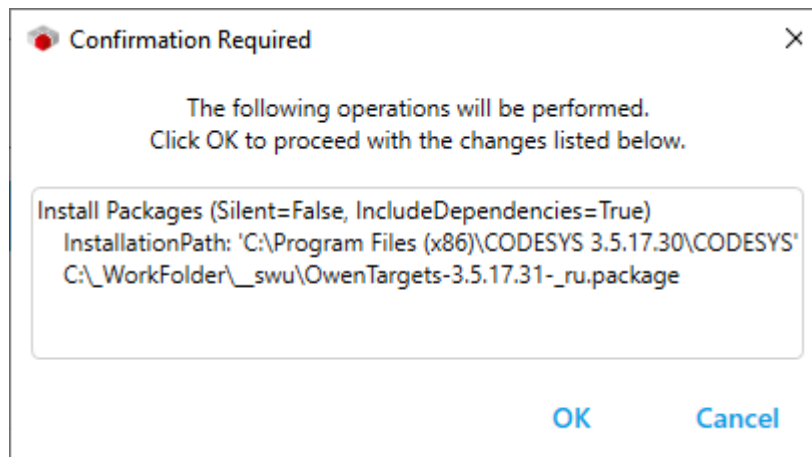 Confirmation Required
The following operations will be performed.
Click OK to proceed with the changes listed below.
Install Packages (Silent=False, IncludeDependencies=True)
InstallationPath: 'C:\Program Files (x86)\CODESYS 3.5.17.30\CODESYS'
C:\_WorkFolder\__swu\OwenTargets-3.5.17.31-_ru.package
OK Cancel